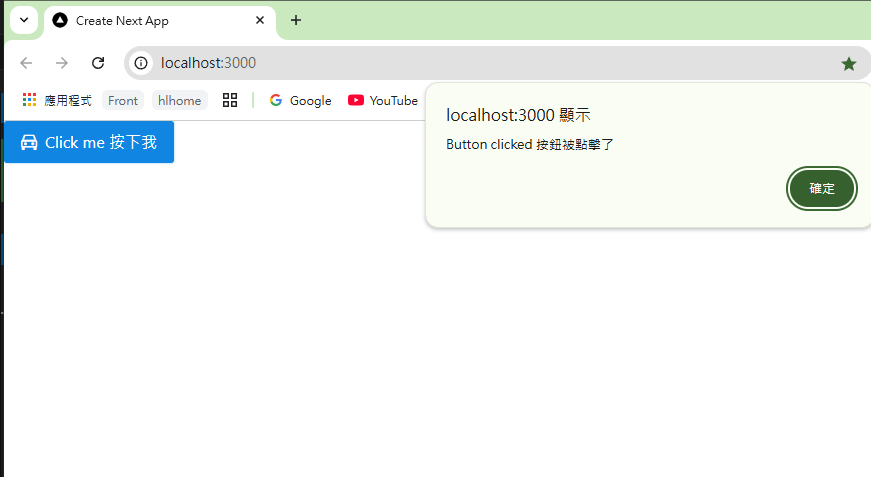 Create Next App
localhost:3000
應用程式 Front hlhome Google YouTube
localhost:3000 顯示
Button clicked 按鈕被點擊了
Click me 按下我
確定